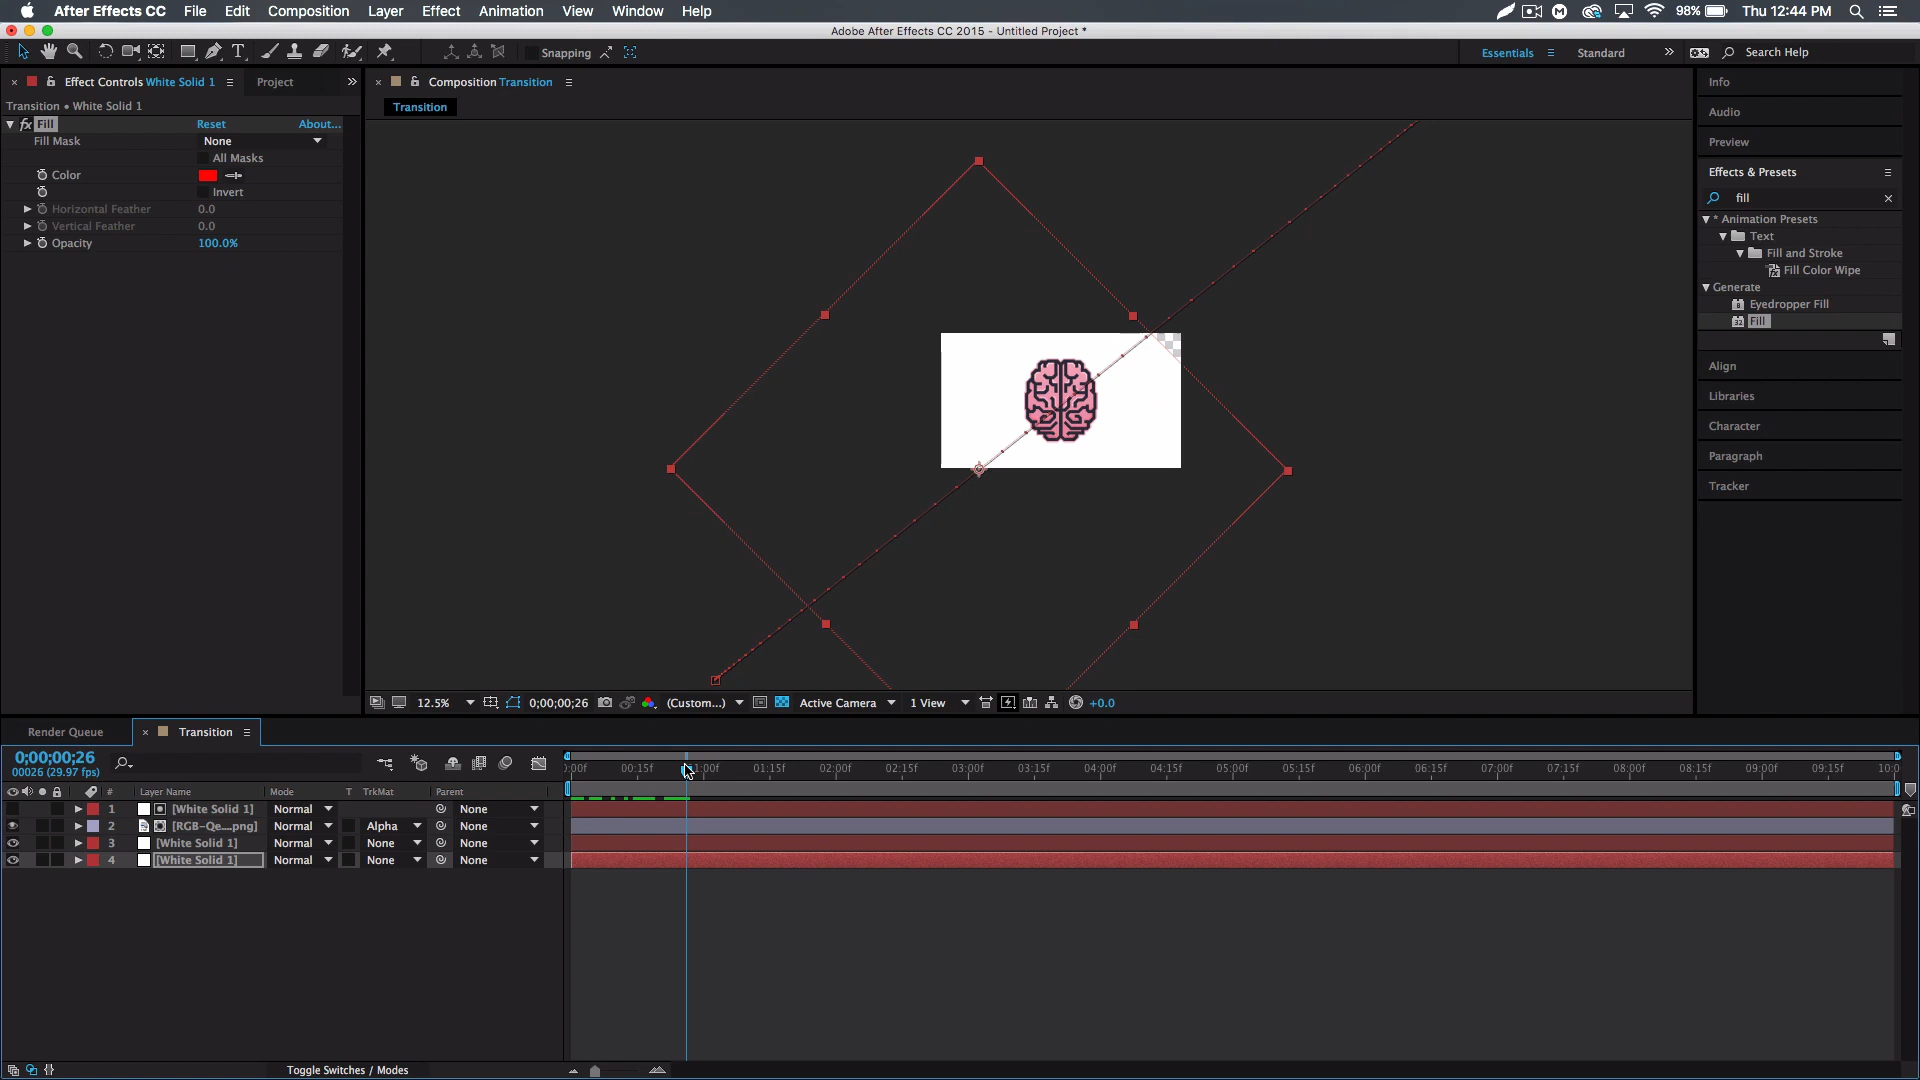 After Effects CC File Edit Composition Layer Effect Animation View Window Help 98% Thu 12:44 PM
Adobe After Effects CC 2015 - Untitled Project *
T Snapping Essentials Standard Search Help
Effect Controls White Solid 1 Project
Transition • White Solid 1
fx Fill Reset About...
Fill Mask None
All Masks
Color
Invert
Horizontal Feather 0.0
Vertical Feather 0.0
Opacity 100.0%
Composition Transition
Transition
12.5% 0;00;00;26 (Custom...) Active Camera 1 View +0.0
Info
Audio
Preview
Effects & Presets
fill
* Animation Presets
Text
Fill and Stroke
Fill Color Wipe
Generate
Eyedropper Fill
Fill
Align
Libraries
Character
Paragraph
Tracker
Render Queue Transition
0;00;00;26
00026 (29.97 fps)
:00f 00:15f 01:00f 01:15f 02:00f 02:15f 03:00f 03:15f 04:00f 04:15f 05:00f 05:15f 06:00f 06:15f 07:00f 07:15f 08:00f 08:15f 09:00f 09:15f 10:0
# Layer Name Mode T TrkMat Parent
1 [White Solid 1] Normal None
2 [RGB-Qe....png] Normal Alpha None
3 [White Solid 1] Normal None None
4 [White Solid 1] Normal None None
Toggle Switches / Modes